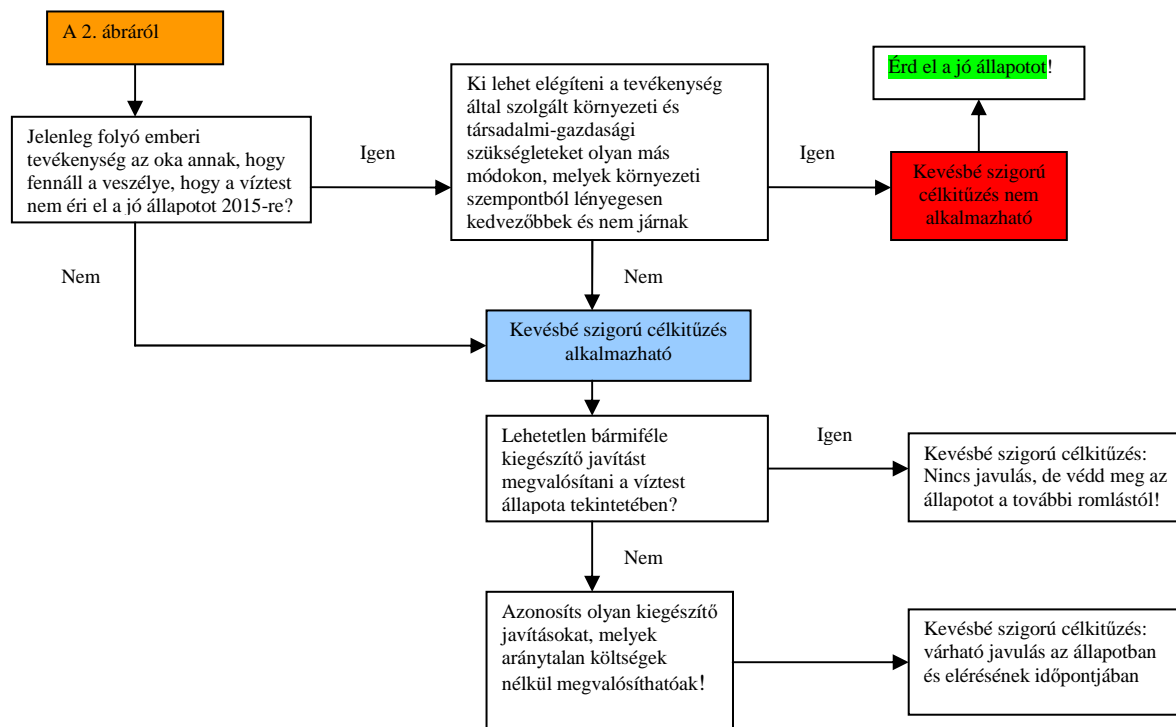 A 2. ábráról
Jelenleg folyó emberi
tevékenység az oka annak, hogy
fennáll a veszélye, hogy a víztest
nem éri el a jó állapotot 2015-re?
Igen
Ki lehet elégíteni a tevékenység
által szolgált környezeti és
társadalmi-gazdasági
szükségleteket olyan más
módokon, melyek környezeti
szempontból lényegesen
kedvezőbbek és nem járnak
Igen
Érd el a jó állapotot!
Kevésbé szigorú
célkitűzés nem
alkalmazható
Nem
Nem
Kevésbé szigorú célkitűzés
alkalmazható
Lehetetlen bármiféle
kiegészítő javítást
megvalósítani a víztest
állapota tekintetében?
Igen
Kevésbé szigorú célkitűzés:
Nincs javulás, de védd meg az
állapotot a további romlástól!
Nem
Azonosíts olyan kiegészítő
javításokat, melyek
aránytalan költségek
nélkül megvalósíthatóak!
Kevésbé szigorú célkitűzés:
várható javulás az állapotban
és elérésének időpontjában